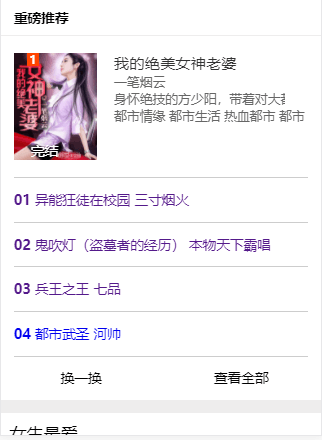 重磅推荐
1
我的绝美
女神老婆
完结
我的绝美女神老婆
一笔烟云
身怀绝技的方少阳，带着对大
都市情缘 都市生活 热血都市 都市
01 异能狂徒在校园 三寸烟火
02 鬼吹灯（盗墓者的经历） 本物天下霸唱
03 兵王之王 七品
04 都市武圣 河帅
换一换 查看全部
女生最爱